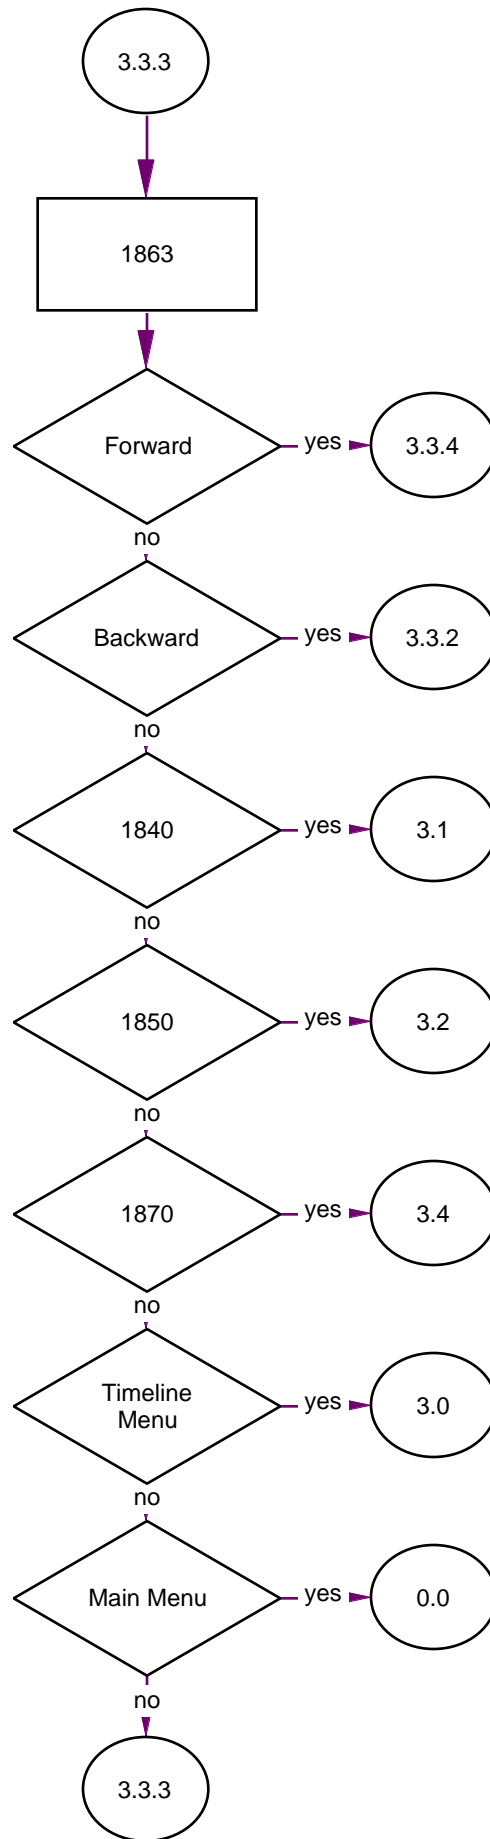 3.3.3
1863
Forward
yes
3.3.4
no
Backward
yes
3.3.2
no
1840
yes
3.1
no
1850
yes
3.2
no
1870
yes
3.4
no
Timeline
Menu
yes
3.0
no
Main Menu
yes
0.0
no
3.3.3